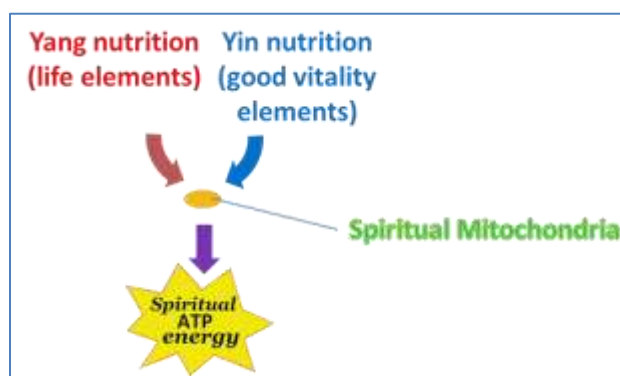 Yang nutrition
(life elements)
Yin nutrition
(good vitality
elements)
Spiritual Mitochondria
Spiritual
ATP
energy